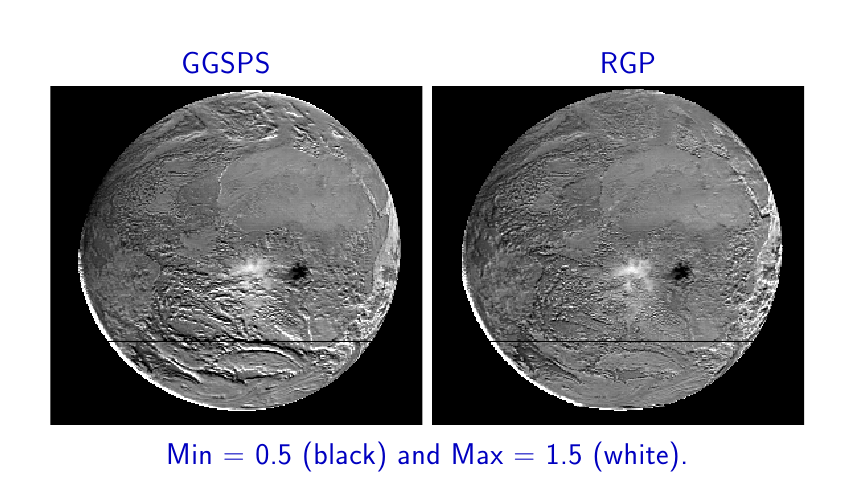 GGSPS RGP
Min = 0.5 (black) and Max = 1.5 (white).